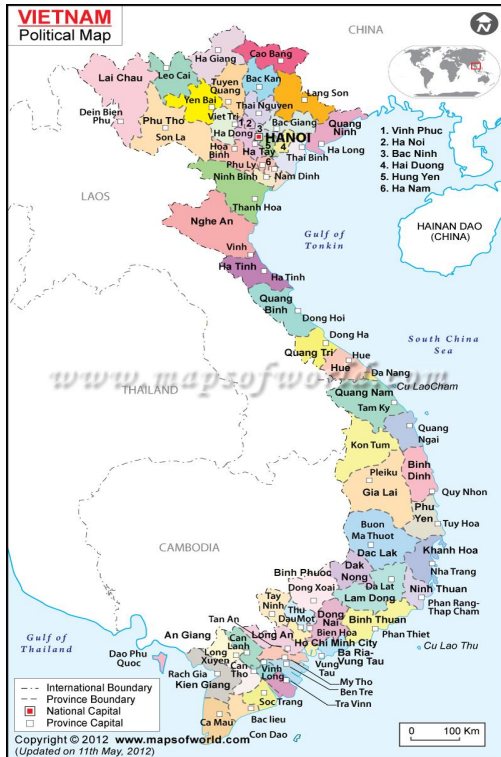 VIETNAM
Political Map
CHINA
N
Ha Giang
Cao Bang
Lai Chau
Leo Cai
Tuyen
Quang
Bac Kan
Lang Son
Yen Bai
Thai Nguyen
Dein Bien
Phu
Phu Tho
Viet Tri
1
2
Bac Giang
Quang
Ninh
Son La
Ha Dong
3
HANOI
Hoa
Binh
Ha Tay
5
4
Ha Long
Thai Binh
Phu Ly
6
Ninh Binh
Nam Dinh
1. Vinh Phuc
2. Ha Noi
3. Bac Ninh
4. Hai Duong
5. Hung Yen
6. Ha Nam
LAOS
Thanh Hoa
Nghe An
Gulf of
Tonkin
HAINAN DAO
(CHINA)
Vinh
Ha Tinh
Ha Tinh
Quang
Binh
Dong Hoi
Dong Ha
Quang Tri
Hue
Hue
South China
Sea
Da Nang
www.mapsofworld.com
Cu LaoCham
THAILAND
Quang Nam
Tam Ky
Quang
Ngai
Kon Tum
Pleiku
Binh
Dinh
Gia Lai
Quy Nhon
Phu
Yen
Buon
Ma Thuot
Tuy Hoa
Dac Lak
Khanh Hoa
CAMBODIA
Dak
Nong
Nha Trang
Binh Phuoc
Dong Xoai
Da Lat
Lam Dong
Ninh Thuan
Tay
Ninh
Thu
DauMot
Dong
Nai
Phan Rang-
Thap Cham
Tan An
Binh Thuan
An Giang
Long An
Bien Hoa
Phan Thiet
Gulf of
Thailand
Can
Lanh
Ho Chi Minh City
Cu Lao Thu
Dao Phu
Quoc
Long
Xuyen
Ba Ria-
Vung Tau
Vung
Tau
Rach Gia
Can
Tho
Vinh
Long
My Tho
Kien Giang
Ben Tre
Tra Vinn
Soc Trang
Ca Mau
Bac lieu
Con Dao
International Boundary
Province Boundary
National Capital
Province Capital
0
100 Km
Copyright © 2012 www.mapsofworld.com
(Updated on 11th May, 2012)